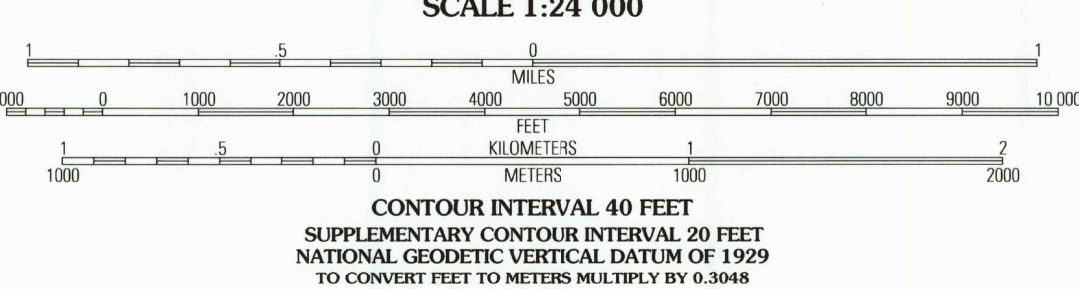 SCALE 1:24 000
1 .5 0 1
MILES
000 0 1000 2000 3000 4000 5000 6000 7000 8000 9000 10 000
FEET
1 .5 0 KILOMETERS 1 2
1000 0 METERS 1000 2000
CONTOUR INTERVAL 40 FEET
SUPPLEMENTARY CONTOUR INTERVAL 20 FEET
NATIONAL GEODETIC VERTICAL DATUM OF 1929
TO CONVERT FEET TO METERS MULTIPLY BY 0.3048